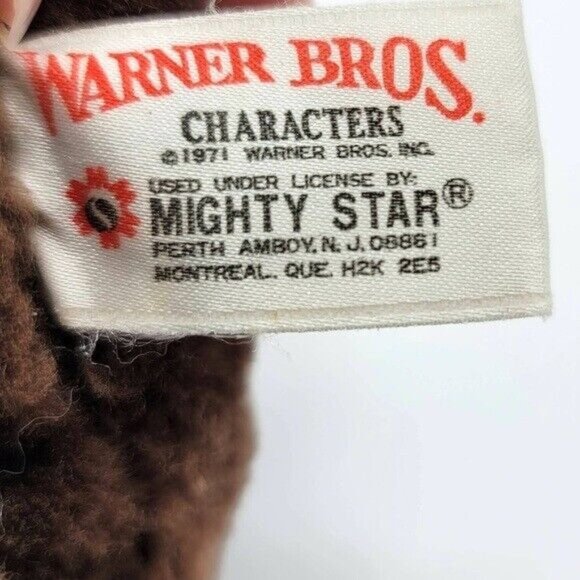 WARNER BROS.
CHARACTERS
©1971 WARNER BROS. INC.
USED UNDER LICENSE BY:
MIGHTY STAR®
PERTH AMBOY, N. J. 08861
MONTREAL. QUE. H2K 2E5